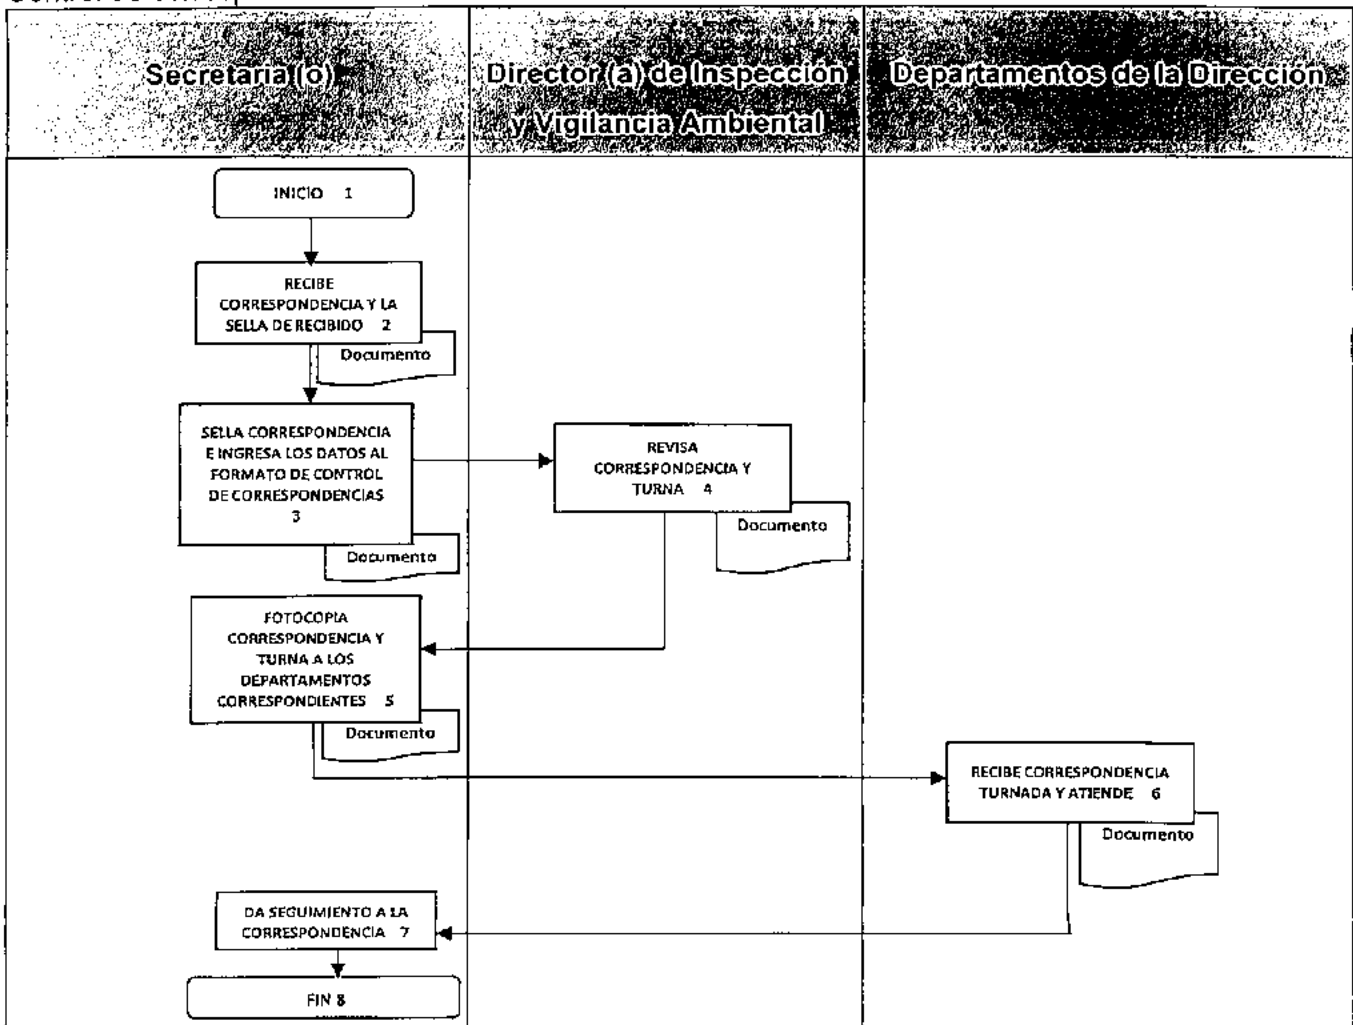 Secretaria (o)
Director (a) de Inspección
y Vigilancia Ambiental
Departamentos de la Dirección
INICIO 1
RECIBE
CORRESPONDENCIA Y LA
SELLA DE RECIBIDO 2
Documento
SELLA CORRESPONDENCIA
E INGRESA LOS DATOS AL
FORMATO DE CONTROL
DE CORRESPONDENCIAS
3
Documento
REVISA
CORRESPONDENCIA Y
TURNA 4
Documento
FOTOCOPIA
CORRESPONDENCIA Y
TURNA A LOS
DEPARTAMENTOS
CORRESPONDIENTES 5
Documento
RECIBE CORRESPONDENCIA
TURNADA Y ATIENDE 6
Documento
DA SEGUIMIENTO A LA
CORRESPONDENCIA 7
FIN 8